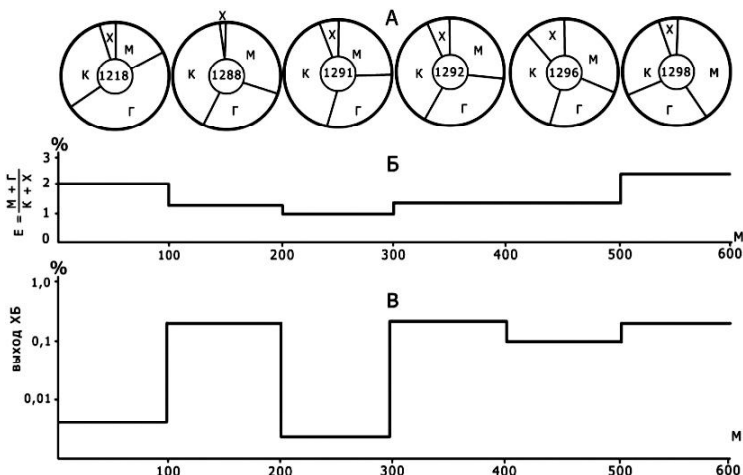 А
Х М К 1218 Г
Х М К 1288 Г
Х М К 1291 Г
Х М К 1292 Г
Х М К 1296 Г
Х К 1298 М Г
%
Б
3
2
1
0
E = М + Г / К + Х
100 200 300 400 500 600
М
%
В
1,0
0,1
0,01
выход ХБ
100 200 300 400 500 600
М